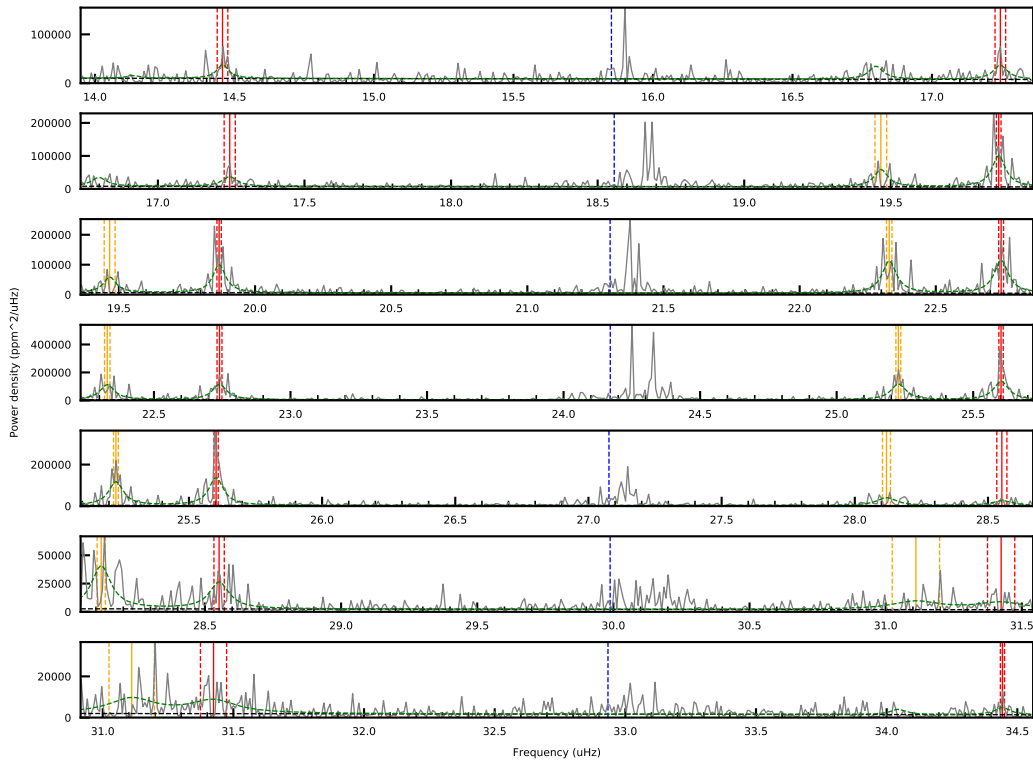 100000
0
14.0 14.5 15.0 15.5 16.0 16.5 17.0
200000
100000
0
17.0 17.5 18.0 18.5 19.0 19.5
200000
100000
0
19.5 20.0 20.5 21.0 21.5 22.0 22.5
400000
200000
0
22.5 23.0 23.5 24.0 24.5 25.0 25.5
200000
0
25.5 26.0 26.5 27.0 27.5 28.0 28.5
50000
25000
0
28.5 29.0 29.5 30.0 30.5 31.0 31.5
20000
0
31.0 31.5 32.0 32.5 33.0 33.5 34.0 34.5
Power density (ppm^2/uHz)
Frequency (uHz)